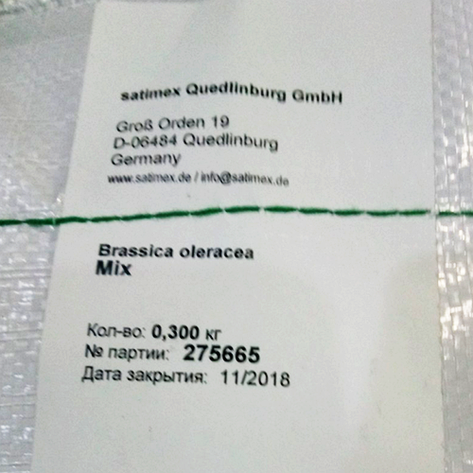 satimex Quedlinburg GmbH
Groß Orden 19
D-06484 Quedlinburg
Germany
www.satimex.de / info@satimex.de
Brassica oleracea
Mix
Кол-во: 0,300 кг
№ партии: 275665
Дата закрытия: 11/2018